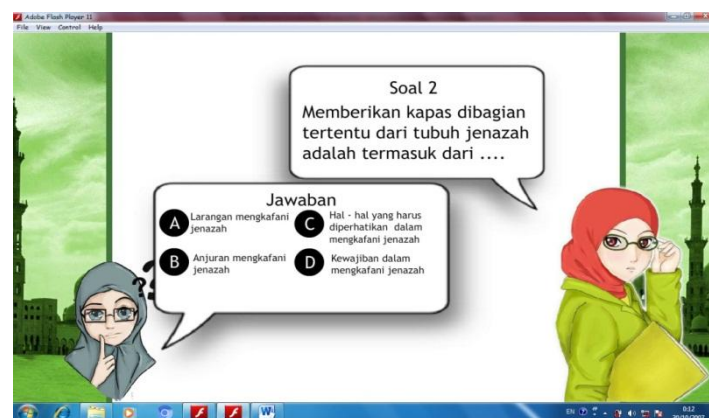 Adobe Flash Player 11
File View Control Help
Soal 2
Memberikan kapas dibagian
tertentu dari tubuh jenazah
adalah termasuk dari ....
Jawaban
A Larangan mengkafani
jenazah
B Anjuran mengkafani
jenazah
C Hal - hal yang harus
diperhatikan dalam
mengkafani jenazah
D Kewajiban dalam
mengkafani jenazah
??
EN 0:12